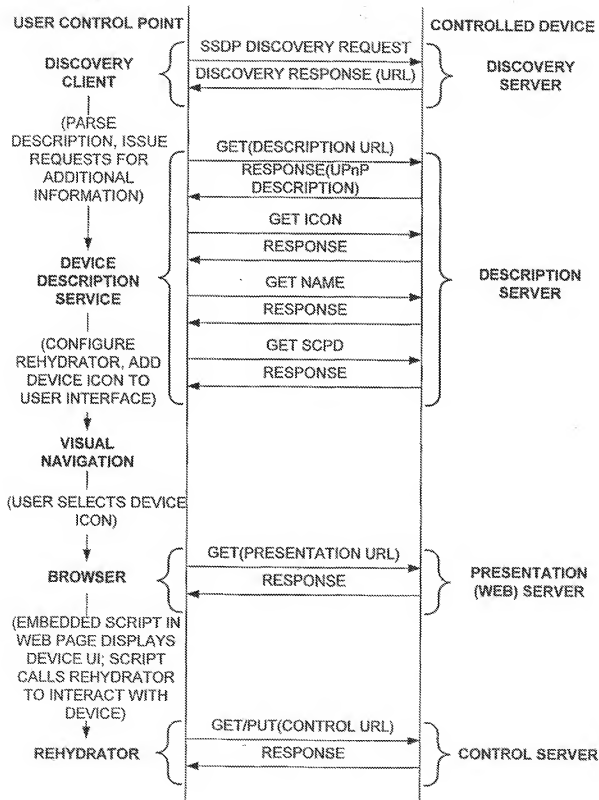 USER CONTROL POINT
CONTROLLED DEVICE
SSDP DISCOVERY REQUEST
DISCOVERY
CLIENT
DISCOVERY RESPONSE (URL)
DISCOVERY
SERVER
(PARSE
DESCRIPTION, ISSUE
REQUESTS FOR
ADDITIONAL
INFORMATION)
GET(DESCRIPTION URL)
RESPONSE(UPnP
DESCRIPTION)
GET ICON
RESPONSE
DEVICE
DESCRIPTION
SERVICE
GET NAME
RESPONSE
DESCRIPTION
SERVER
(CONFIGURE
REHYDRATOR, ADD
DEVICE ICON TO
USER INTERFACE)
GET SCPD
RESPONSE
VISUAL
NAVIGATION
(USER SELECTS DEVICE
ICON)
BROWSER
GET(PRESENTATION URL)
RESPONSE
PRESENTATION
(WEB) SERVER
(EMBEDDED SCRIPT IN
WEB PAGE DISPLAYS
DEVICE UI; SCRIPT
CALLS REHYDRATOR
TO INTERACT WITH
DEVICE)
REHYDRATOR
GET/PUT(CONTROL URL)
RESPONSE
CONTROL SERVER